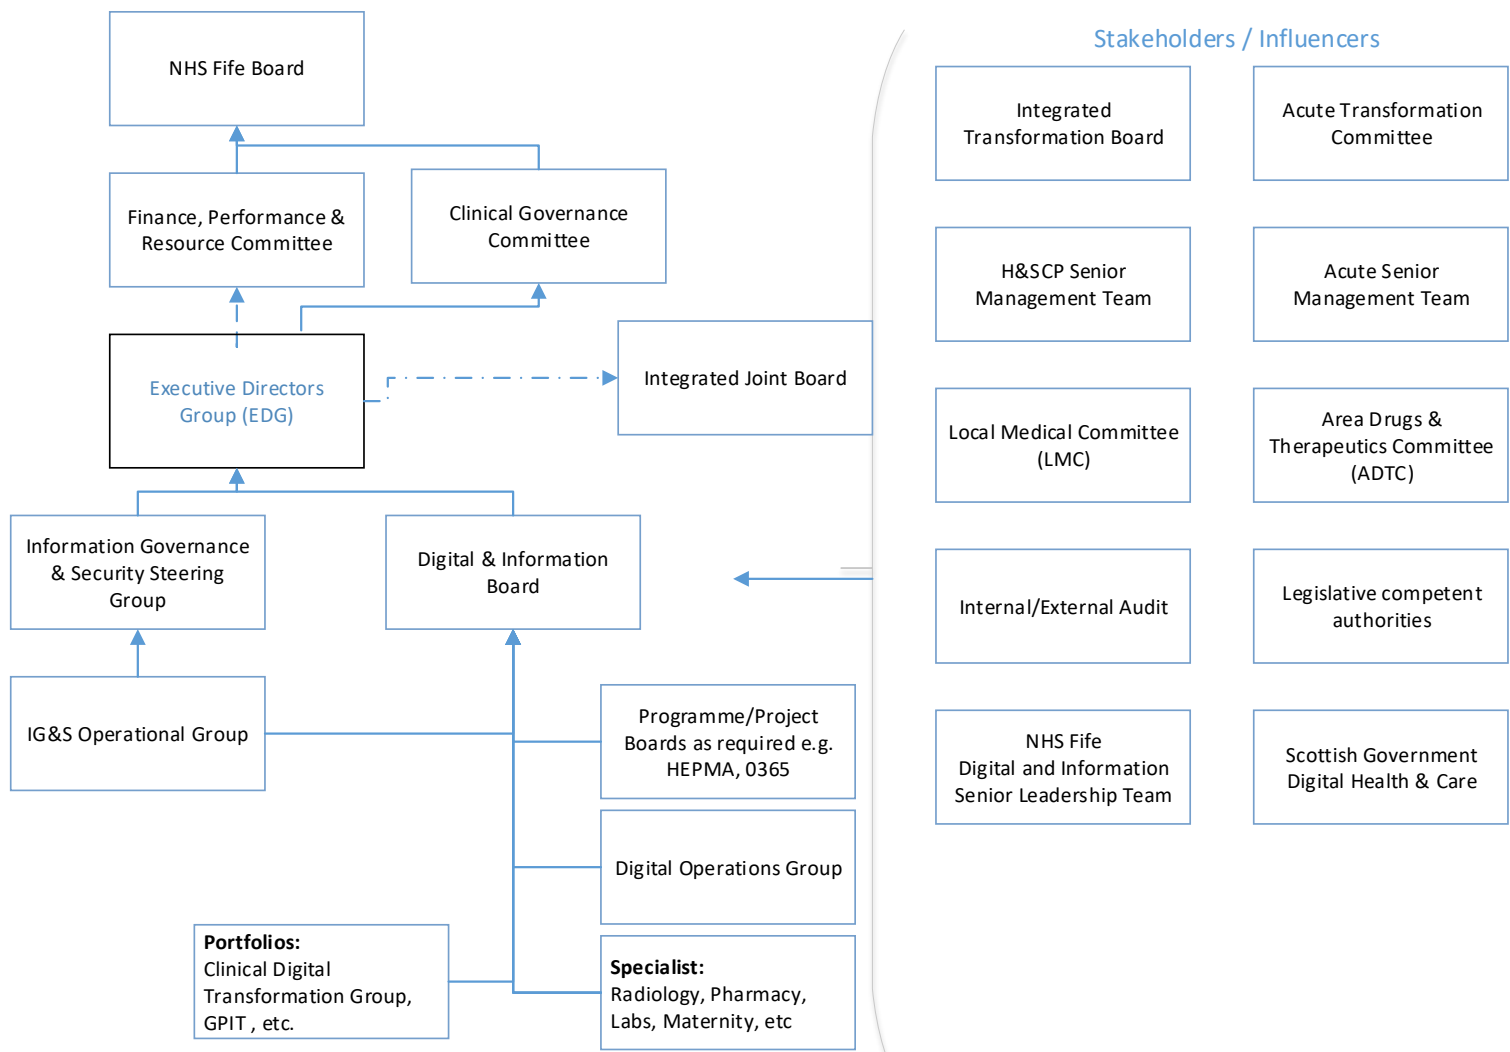 NHS Fife Board
Finance, Performance &
Resource Committee
Clinical Governance
Committee
Executive Directors
Group (EDG)
Integrated Joint Board
Information Governance
& Security Steering
Group
Digital & Information
Board
IG&S Operational Group
Programme/Project
Boards as required e.g.
HEPMA, 0365
Digital Operations Group
Portfolios:
Clinical Digital
Transformation Group,
GPIT , etc.
Specialist:
Radiology, Pharmacy,
Labs, Maternity, etc
Stakeholders / Influencers
Integrated
Transformation Board
Acute Transformation
Committee
H&SCP Senior
Management Team
Acute Senior
Management Team
Local Medical Committee
(LMC)
Area Drugs &
Therapeutics Committee
(ADTC)
Internal/External Audit
Legislative competent
authorities
NHS Fife
Digital and Information
Senior Leadership Team
Scottish Government
Digital Health & Care